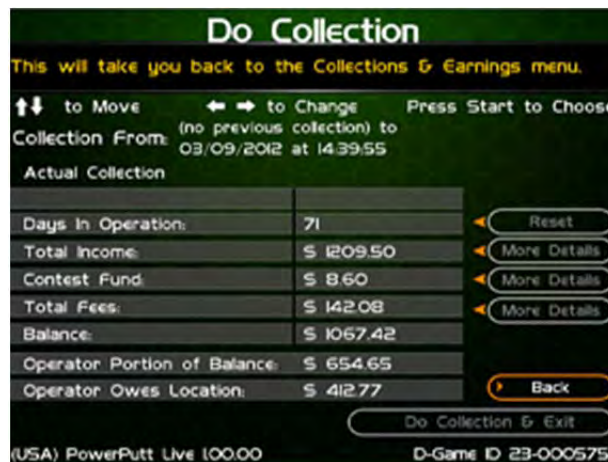 Do Collection
This will take you back to the Collections & Earnings menu.
to Move to Change Press Start to Choose
Collection From: (no previous collection) to
03/09/2012 at 14:39:55
Actual Collection
Days In Operation: 71 Reset
Total Income: $ 1209.50 More Details
Contest Fund: $ 8.60 More Details
Total Fees: $ 142.08 More Details
Balance: $ 1067.42
Operator Portion of Balance: $ 654.65
Operator Owes Location: $ 412.77 Back
Do Collection & Exit
(USA) PowerPutt Live 1.00.00 D-Game ID 23-000575